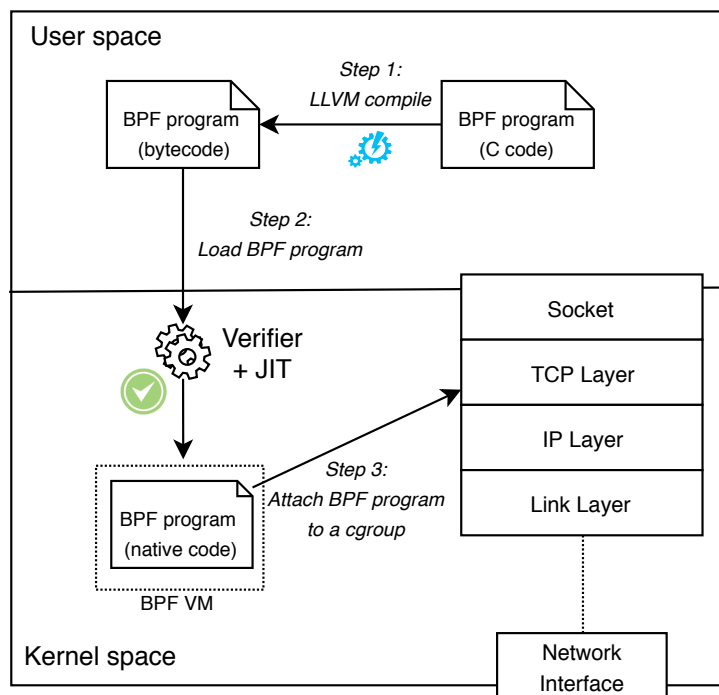 User space
Step 1:
LLVM compile
BPF program
(bytecode)
BPF program
(C code)
Step 2:
Load BPF program
Verifier
+ JIT
Socket
TCP Layer
IP Layer
Link Layer
Step 3:
Attach BPF program
to a cgroup
BPF program
(native code)
BPF VM
Kernel space
Network
Interface